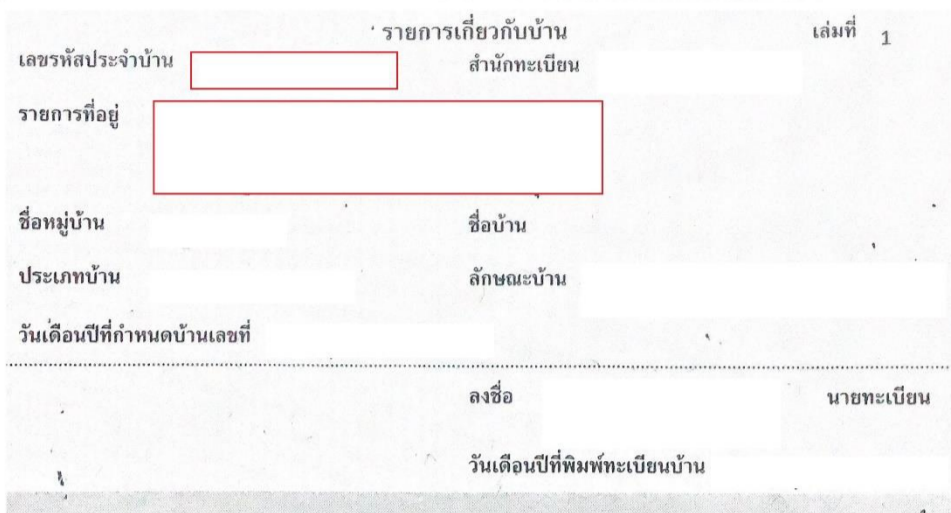 รายการเกี่ยวกับบ้าน เล่มที่ 1
เลขรหัสประจำบ้าน สำนักทะเบียน
รายการที่อยู่
ชื่อหมู่บ้าน ชื่อบ้าน
ประเภทบ้าน ลักษณะบ้าน
วันเดือนปีที่กำหนดบ้านเลขที่
ลงชื่อ นายทะเบียน
วันเดือนปีที่พิมพ์ทะเบียนบ้าน